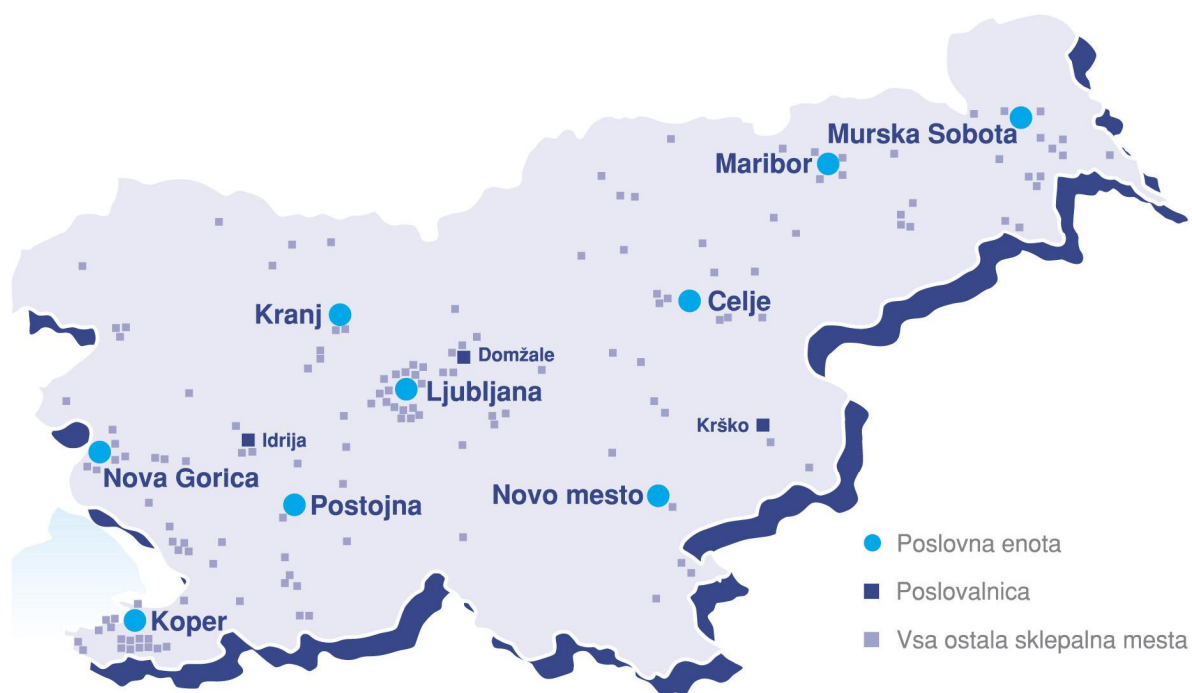 Murska Sobota
Maribor
Celje
Kranj
Domžale
Ljubljana
Krško
Idrija
Nova Gorica
Novo mesto
Postojna
Koper
Poslovna enota
Poslovalnica
Vsa ostala sklepalna mesta